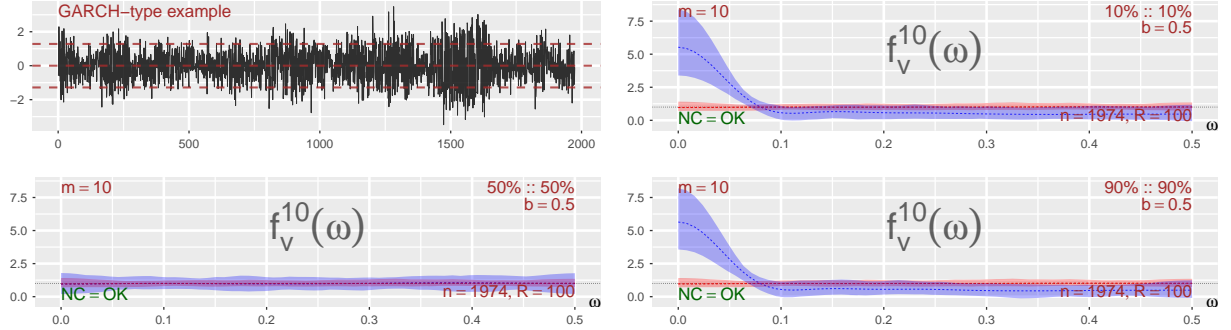 GARCH−type example
2
0
−2
0
500
1000
1500
2000
m = 10
10% :: 10%
b = 0.5
f_v^10(ω)
7.5
5.0
2.5
0.0
NC = OK
n = 1974, R = 100
ω
0.0
0.1
0.2
0.3
0.4
0.5
m = 10
50% :: 50%
b = 0.5
f_v^10(ω)
7.5
5.0
2.5
0.0
NC = OK
n = 1974, R = 100
ω
0.0
0.1
0.2
0.3
0.4
0.5
m = 10
90% :: 90%
b = 0.5
f_v^10(ω)
7.5
5.0
2.5
0.0
NC = OK
n = 1974, R = 100
ω
0.0
0.1
0.2
0.3
0.4
0.5